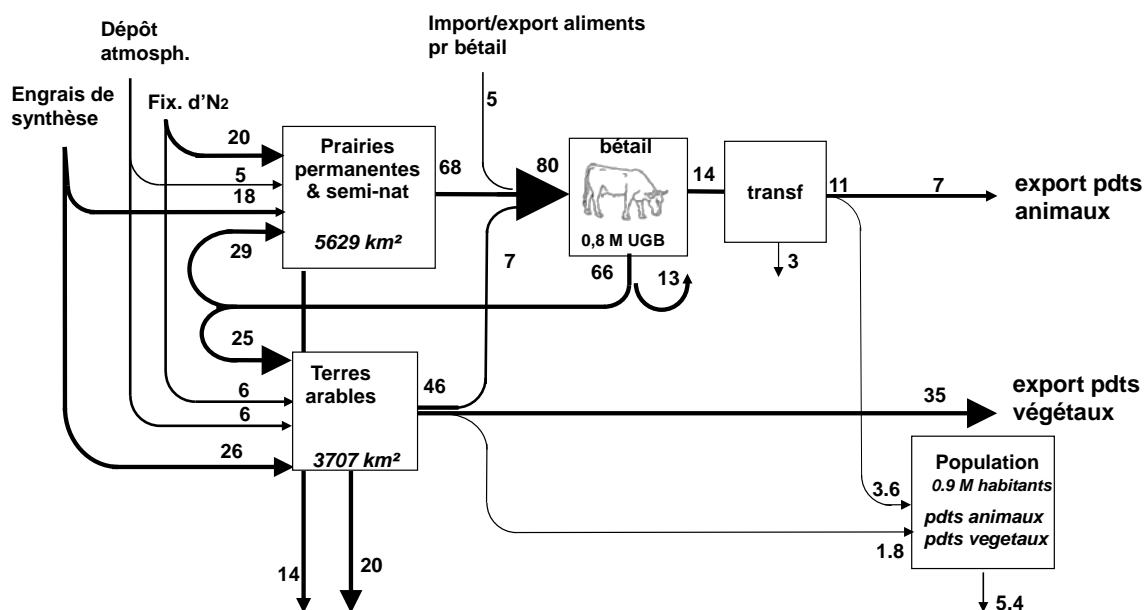 Dépôt
atmosph.
Import/export aliments
pr bétail
Engrais de
synthèse
Fix. d'N2
5
20
5
18
29
Prairies
permanentes
& semi-nat
5629 km²
68
80
bétail
0,8 M UGB
14
transf
11
7
export pdts
animaux
3
7
66
13
25
6
6
26
Terres
arables
3707 km²
46
35
export pdts
végétaux
Population
0.9 M habitants
pdts animaux
pdts vegetaux
3.6
1.8
14
20
5.4